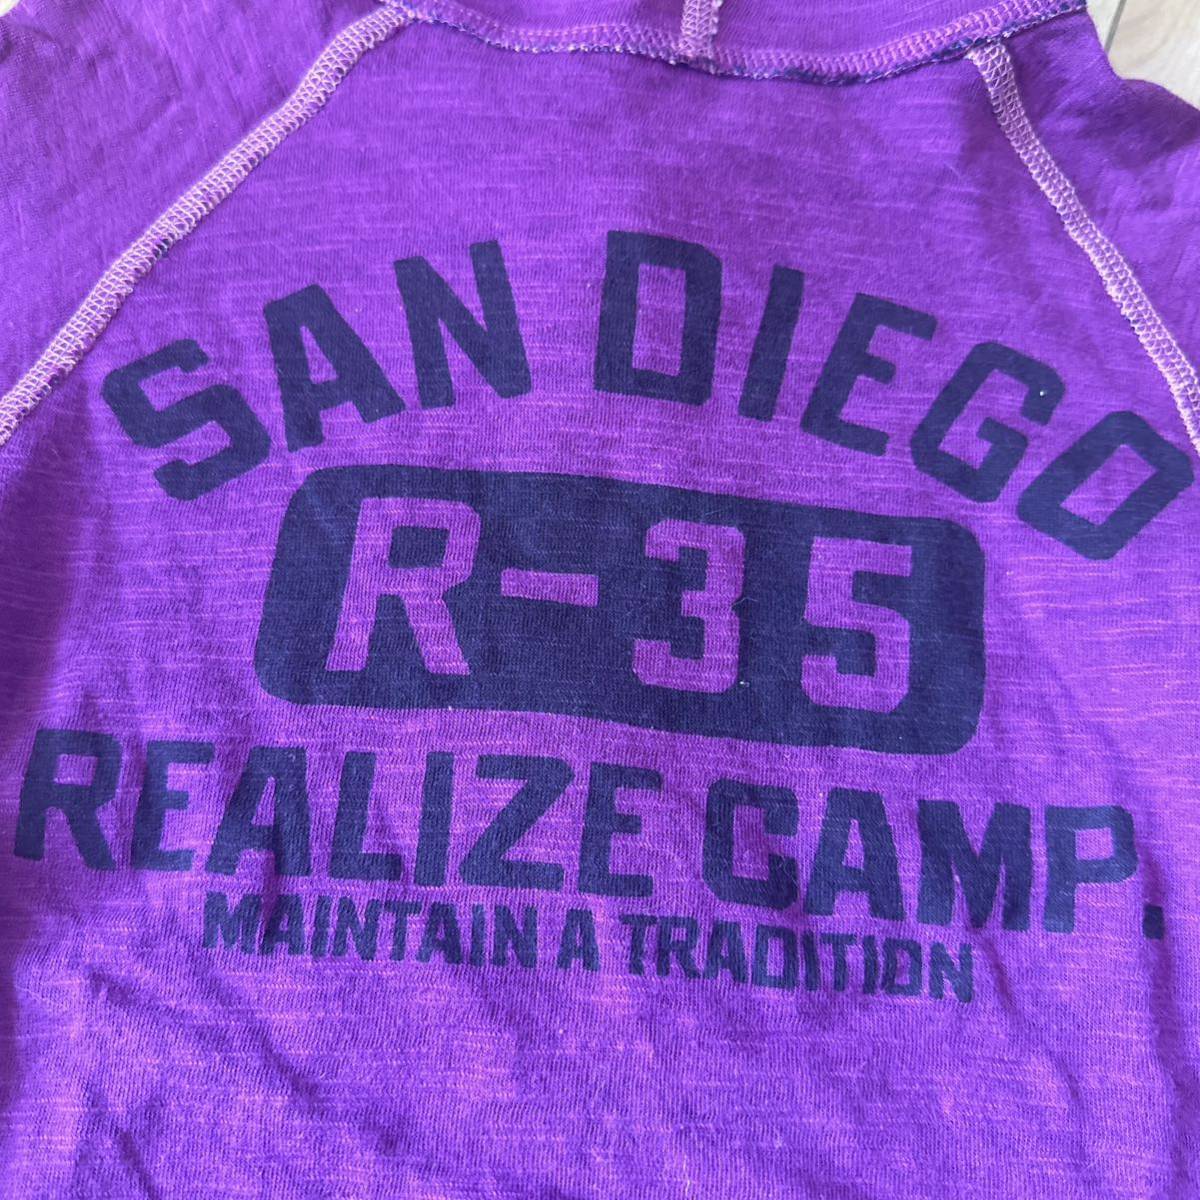 SAN DIEGO
R-35
REALIZE CAMP.
MAINTAIN A TRADITION